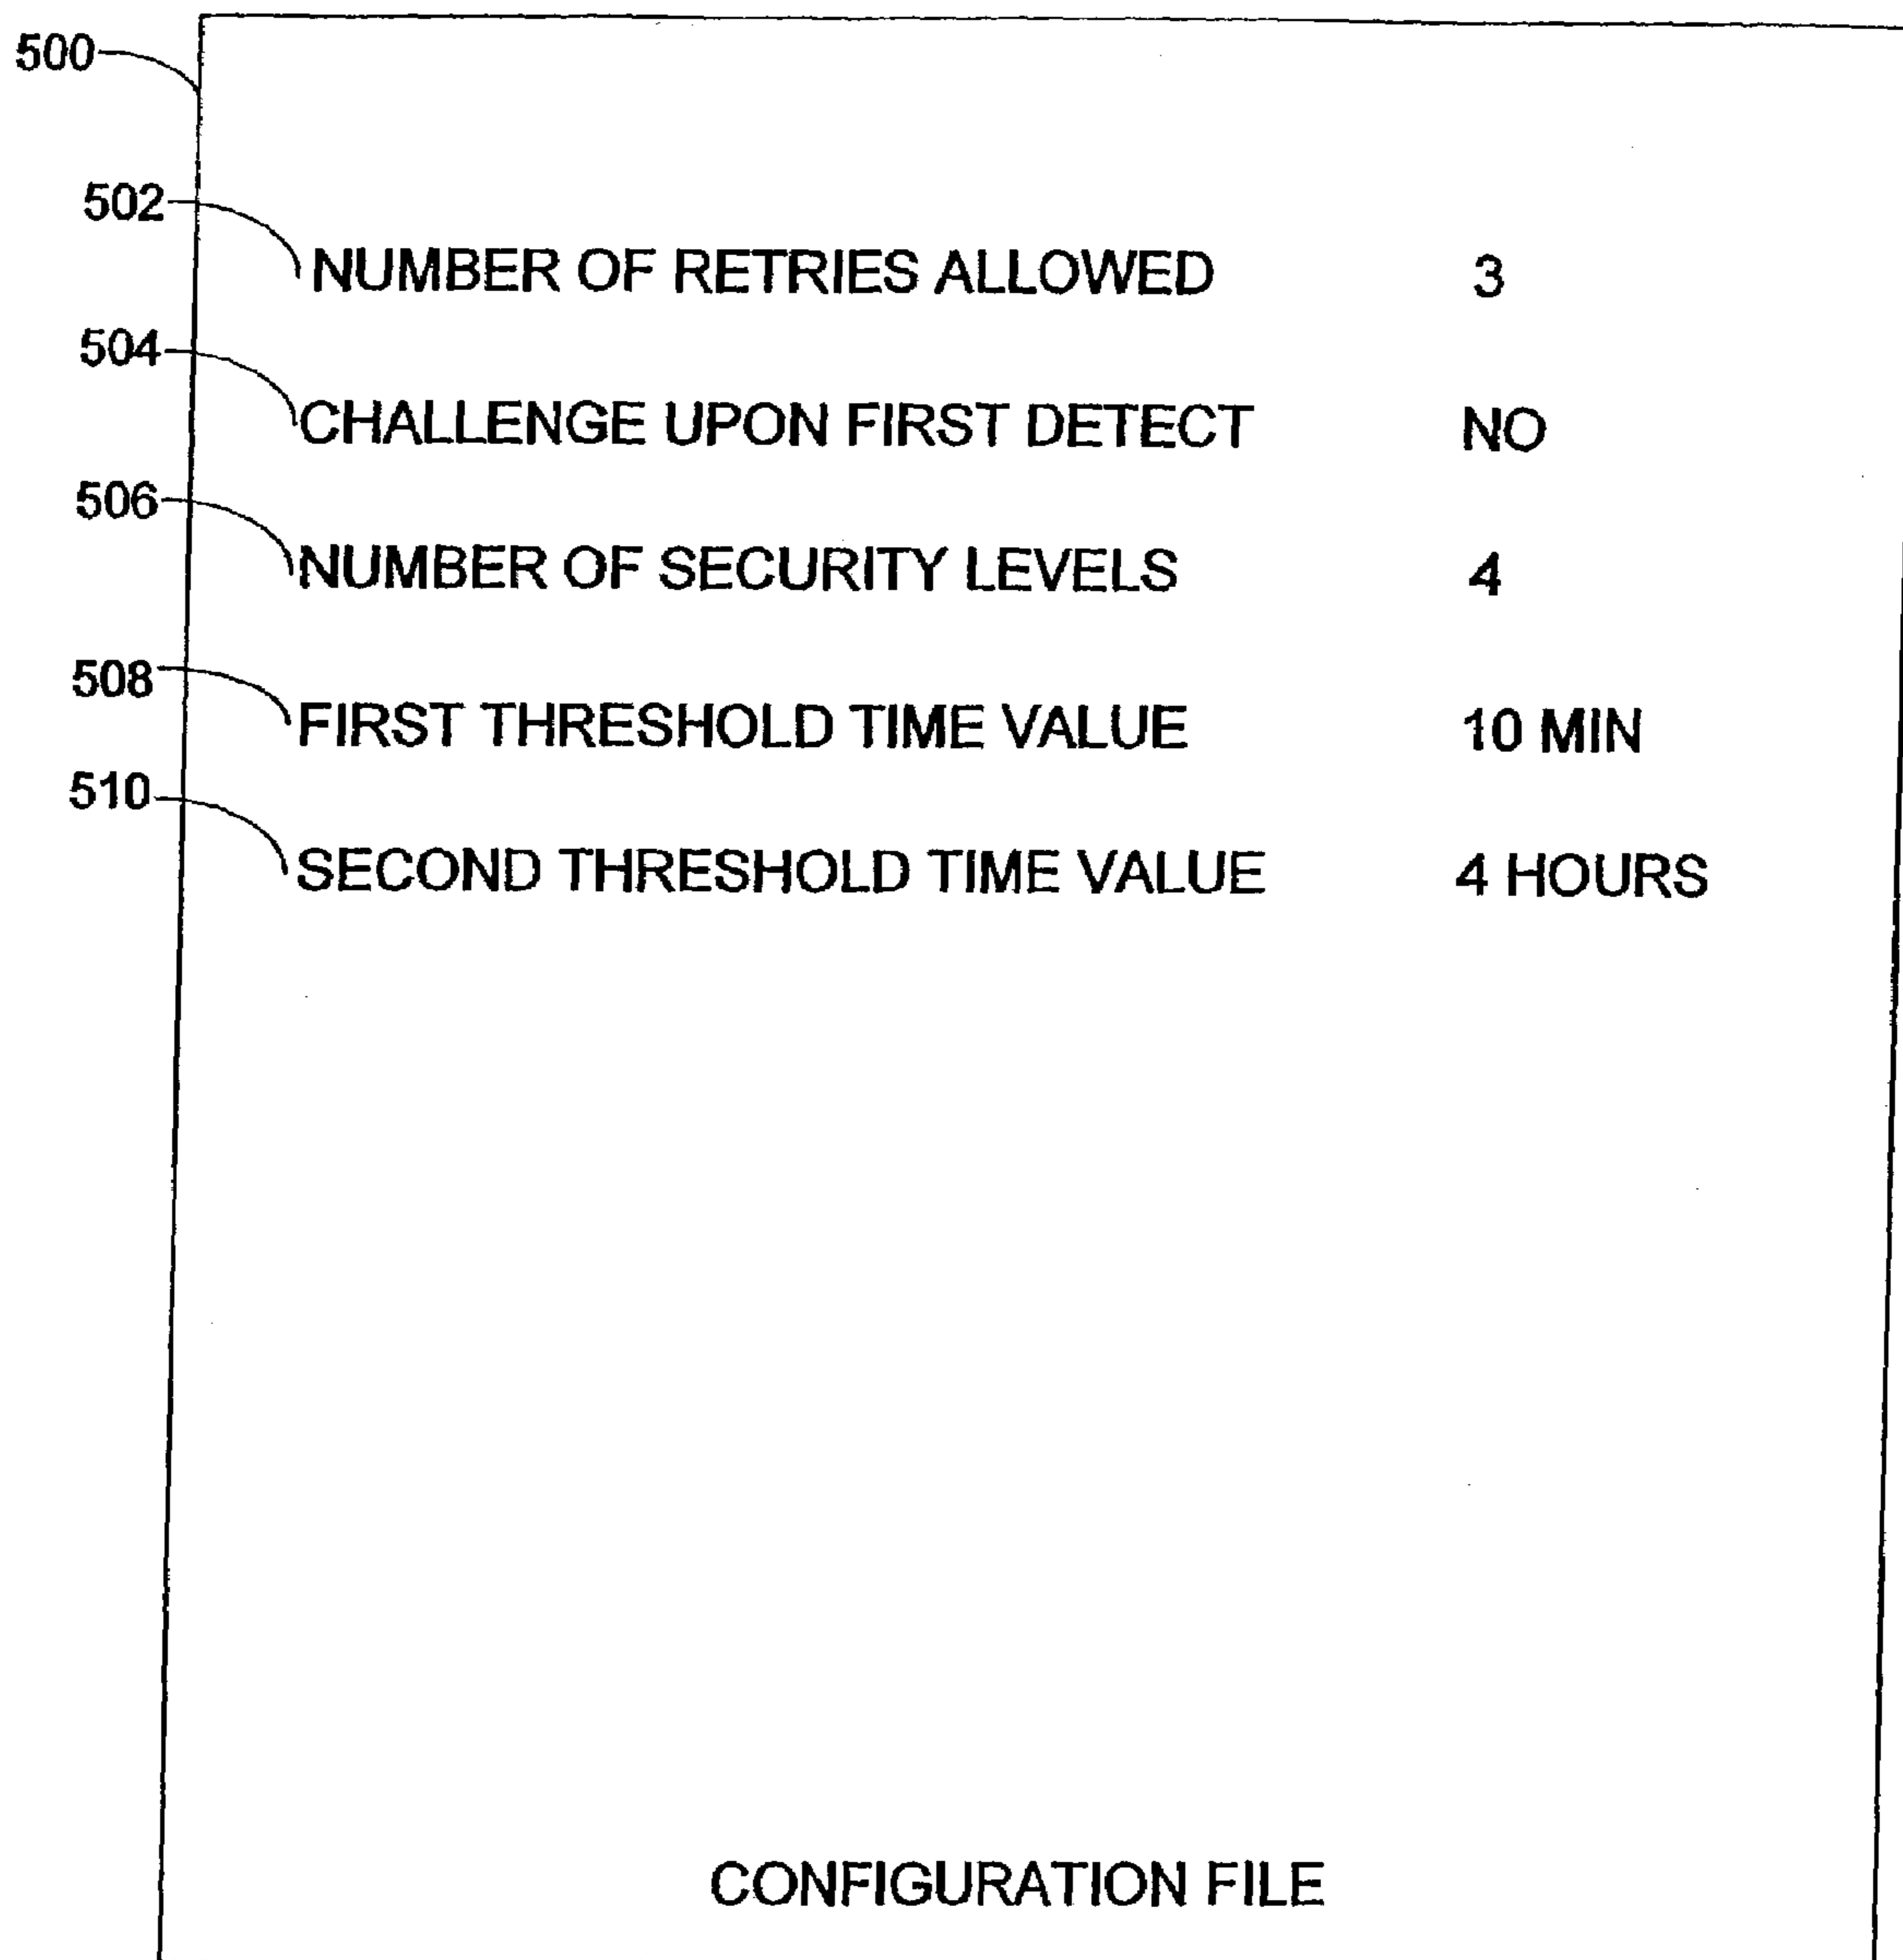 500
502
NUMBER OF RETRIES ALLOWED 3
504
CHALLENGE UPON FIRST DETECT NO
506
NUMBER OF SECURITY LEVELS 4
508
FIRST THRESHOLD TIME VALUE 10 MIN
510
SECOND THRESHOLD TIME VALUE 4 HOURS
CONFIGURATION FILE